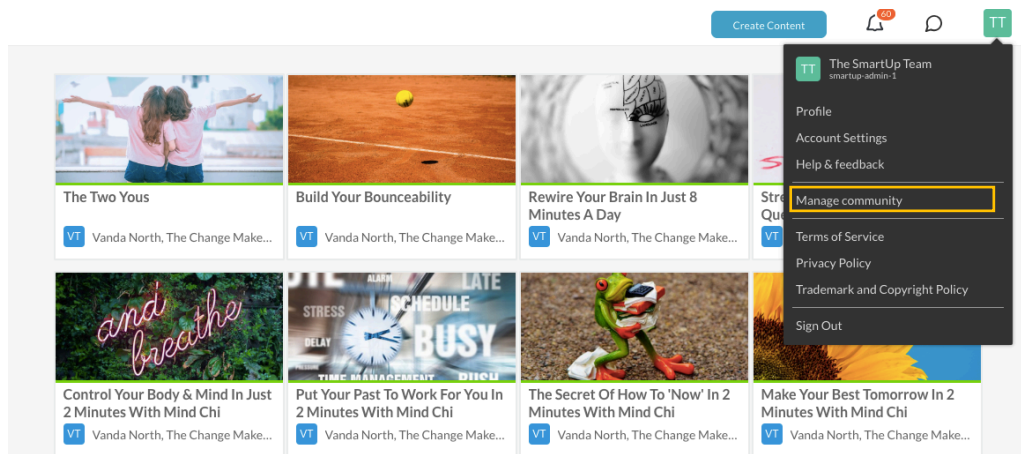 Create Content
60
TT
TT
The SmartUp Team
smartup-admin-1
Profile
Account Settings
Help & feedback
Manage community
Terms of Service
Privacy Policy
Trademark and Copyright Policy
Sign Out
The Two Yous
VT Vanda North, The Change Make...
Build Your Bounceability
VT Vanda North, The Change Make...
Rewire Your Brain In Just 8
Minutes A Day
VT Vanda North, The Change Make...
VT
and
breathe
Control Your Body & Mind In Just
2 Minutes With Mind Chi
VT Vanda North, The Change Make...
ALARM
LATE
STRESS
SCHEDULE
DELAY
BUSY
TIME MANAGEMENT
RUSH
Put Your Past To Work For You In
2 Minutes With Mind Chi
VT Vanda North, The Change Make...
The Secret Of How To 'Now' In 2
Minutes With Mind Chi
VT Vanda North, The Change Make...
Make Your Best Tomorrow In 2
Minutes With Mind Chi
VT Vanda North, The Change Make...